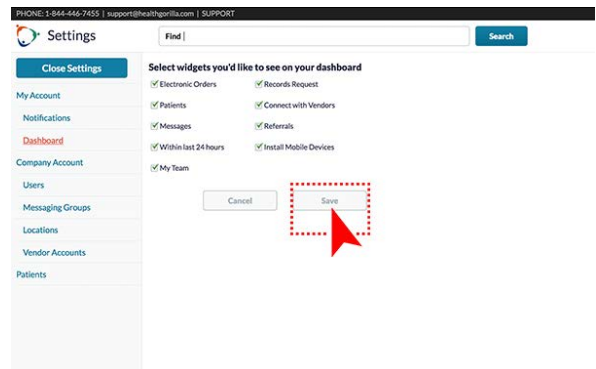 PHONE: 1-844-446-7455 | support@healthgorilla.com | SUPPORT
Settings
Find
Search
Close Settings
Select widgets you'd like to see on your dashboard
Electronic Orders
Records Request
My Account
Patients
Connect with Vendors
Notifications
Messages
Referrals
Dashboard
Within last 24 hours
Install Mobile Devices
Company Account
My Team
Users
Cancel
Save
Messaging Groups
Locations
Vendor Accounts
Patients